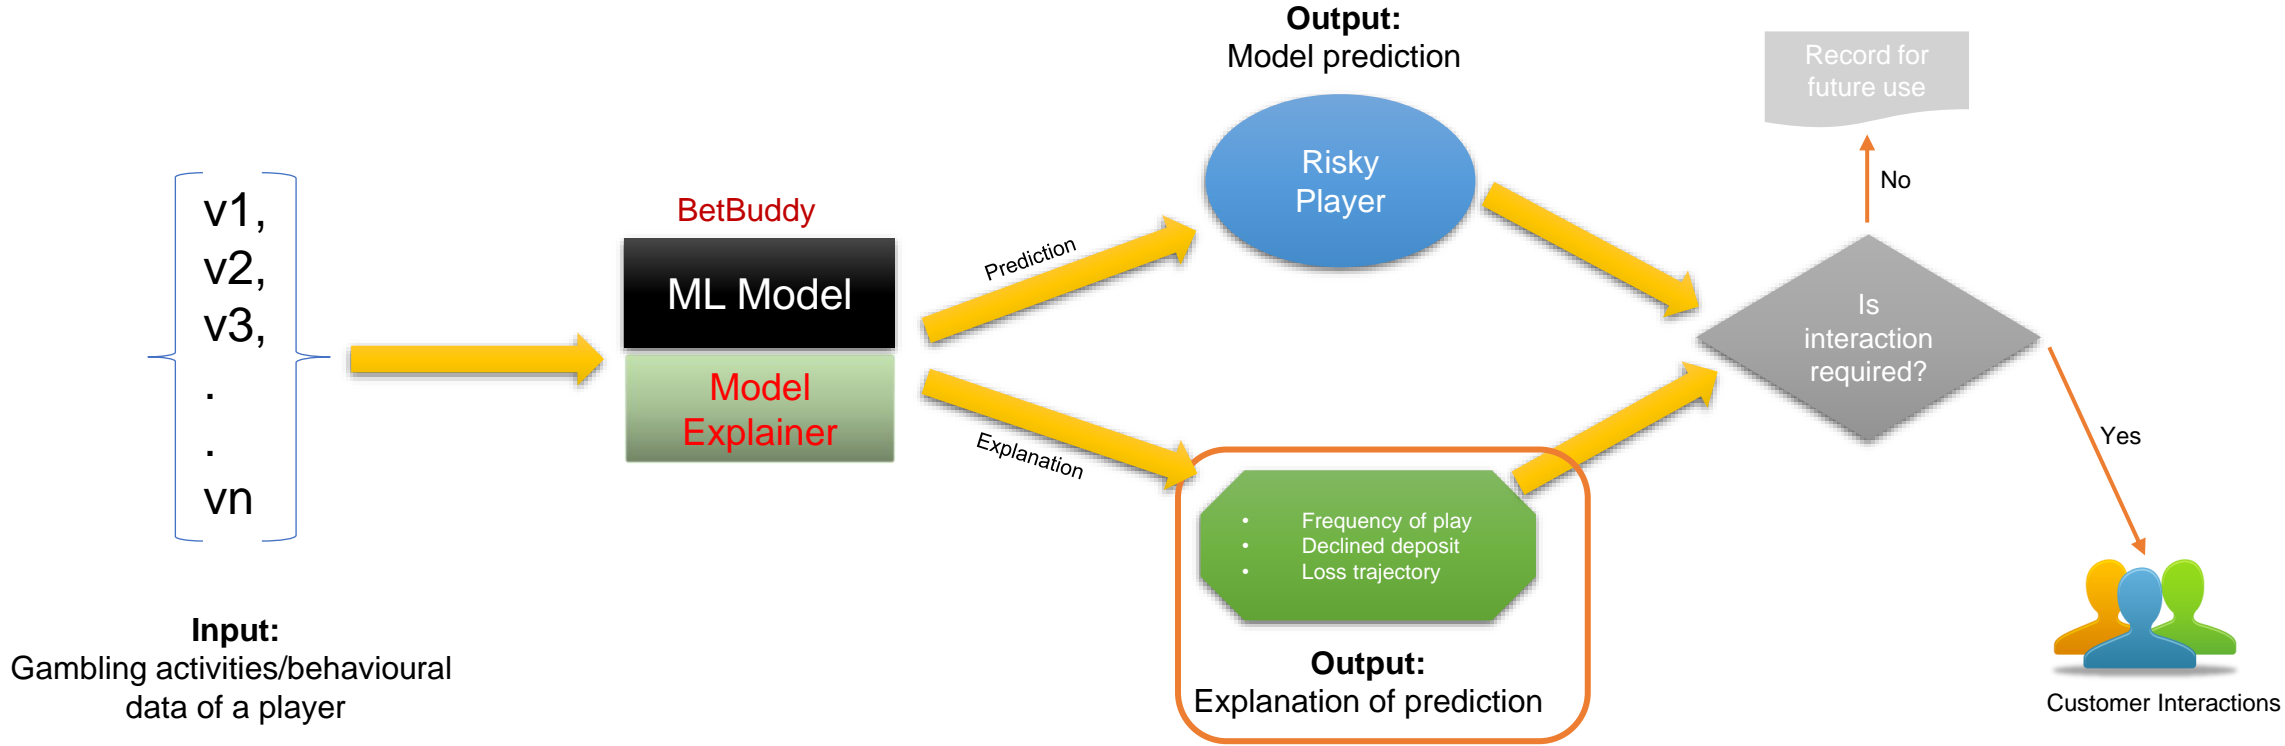 v1,
v2,
v3,
.
.
vn
Input:
Gambling activities/behavioural
data of a player
BetBuddy
ML Model
Model
Explainer
Prediction
Explanation
Output:
Model prediction
Risky
Player
• Frequency of play
• Declined deposit
• Loss trajectory
Output:
Explanation of prediction
Is
interaction
required?
No
Record for
future use
Yes
Customer Interactions